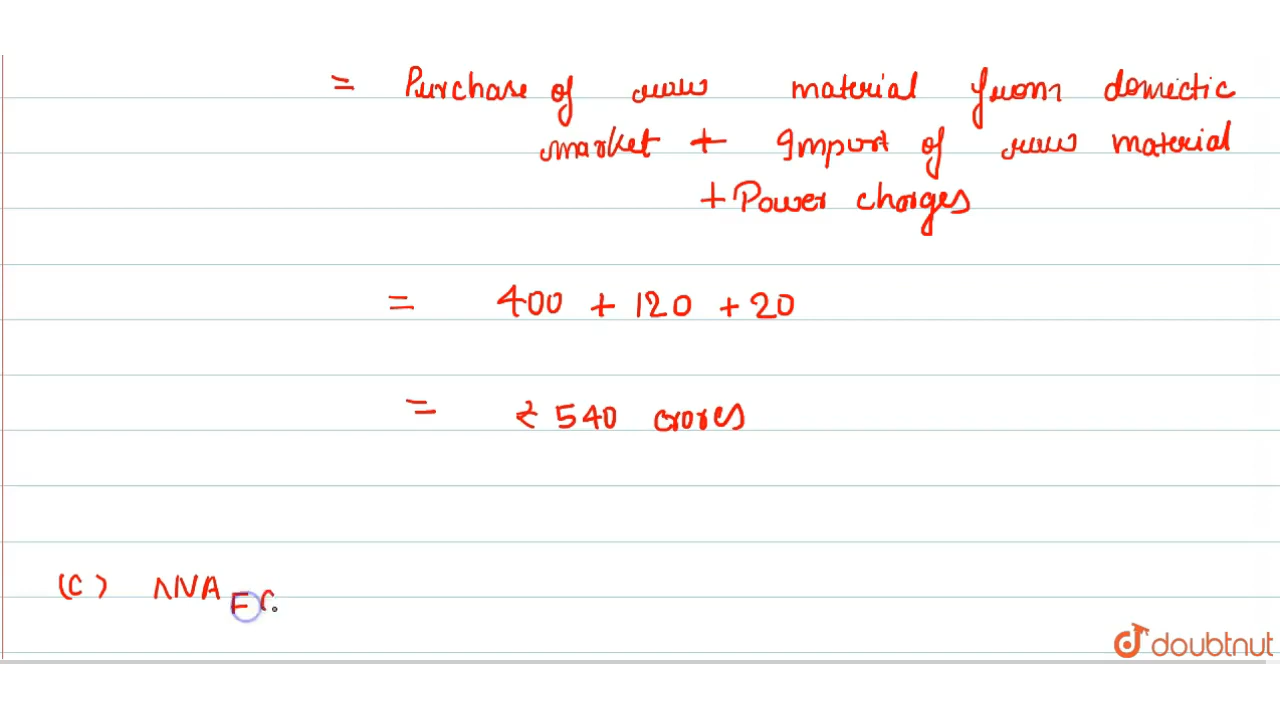 = Purchase of raw material from domestic
market + Import of raw material
+ Power charges
= 400 + 120 + 20
= ₹ 540 crores
(C) NVA FC
doubtnut